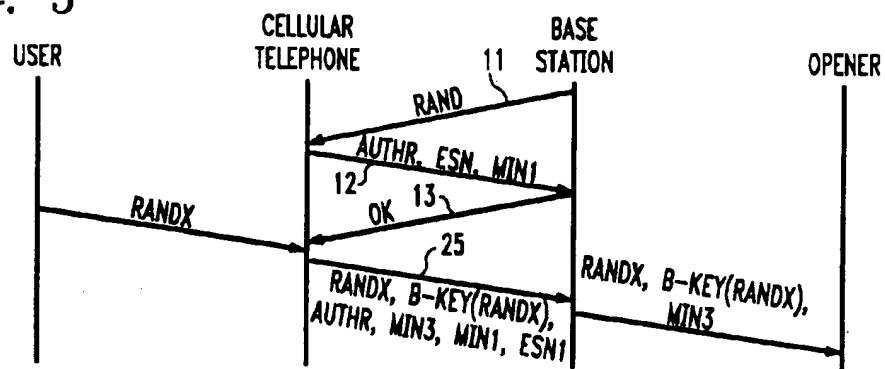 USER
CELLULAR
TELEPHONE
BASE
STATION
OPENER
11
RAND
AUTHR, ESN, MIN1
12
13
OK
RANDX
25
RANDX, B-KEY(RANDX),
AUTHR, MIN3, MIN1, ESN1
RANDX, B-KEY(RANDX),
MIN3